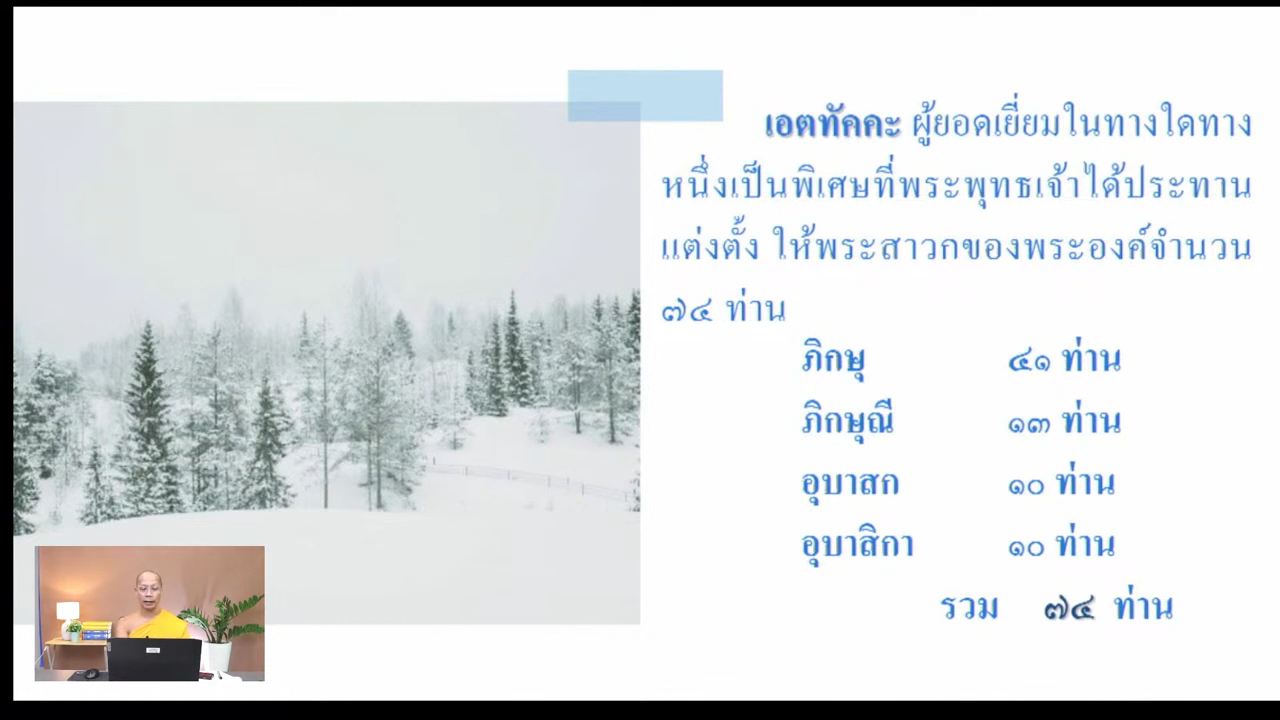 เอตทัคคะ ผู้ยอดเยี่ยมในทางใดทาง
หนึ่งเป็นพิเศษที่พระพุทธเจ้าได้ประทาน
แต่งตั้ง ให้พระสาวกของพระองค์จำนวน
๗๔ ท่าน
ภิกษุ ๔๑ ท่าน
ภิกษุณี ๑๓ ท่าน
อุบาสก ๑๐ ท่าน
อุบาสิกา ๑๐ ท่าน
รวม ๗๔ ท่าน